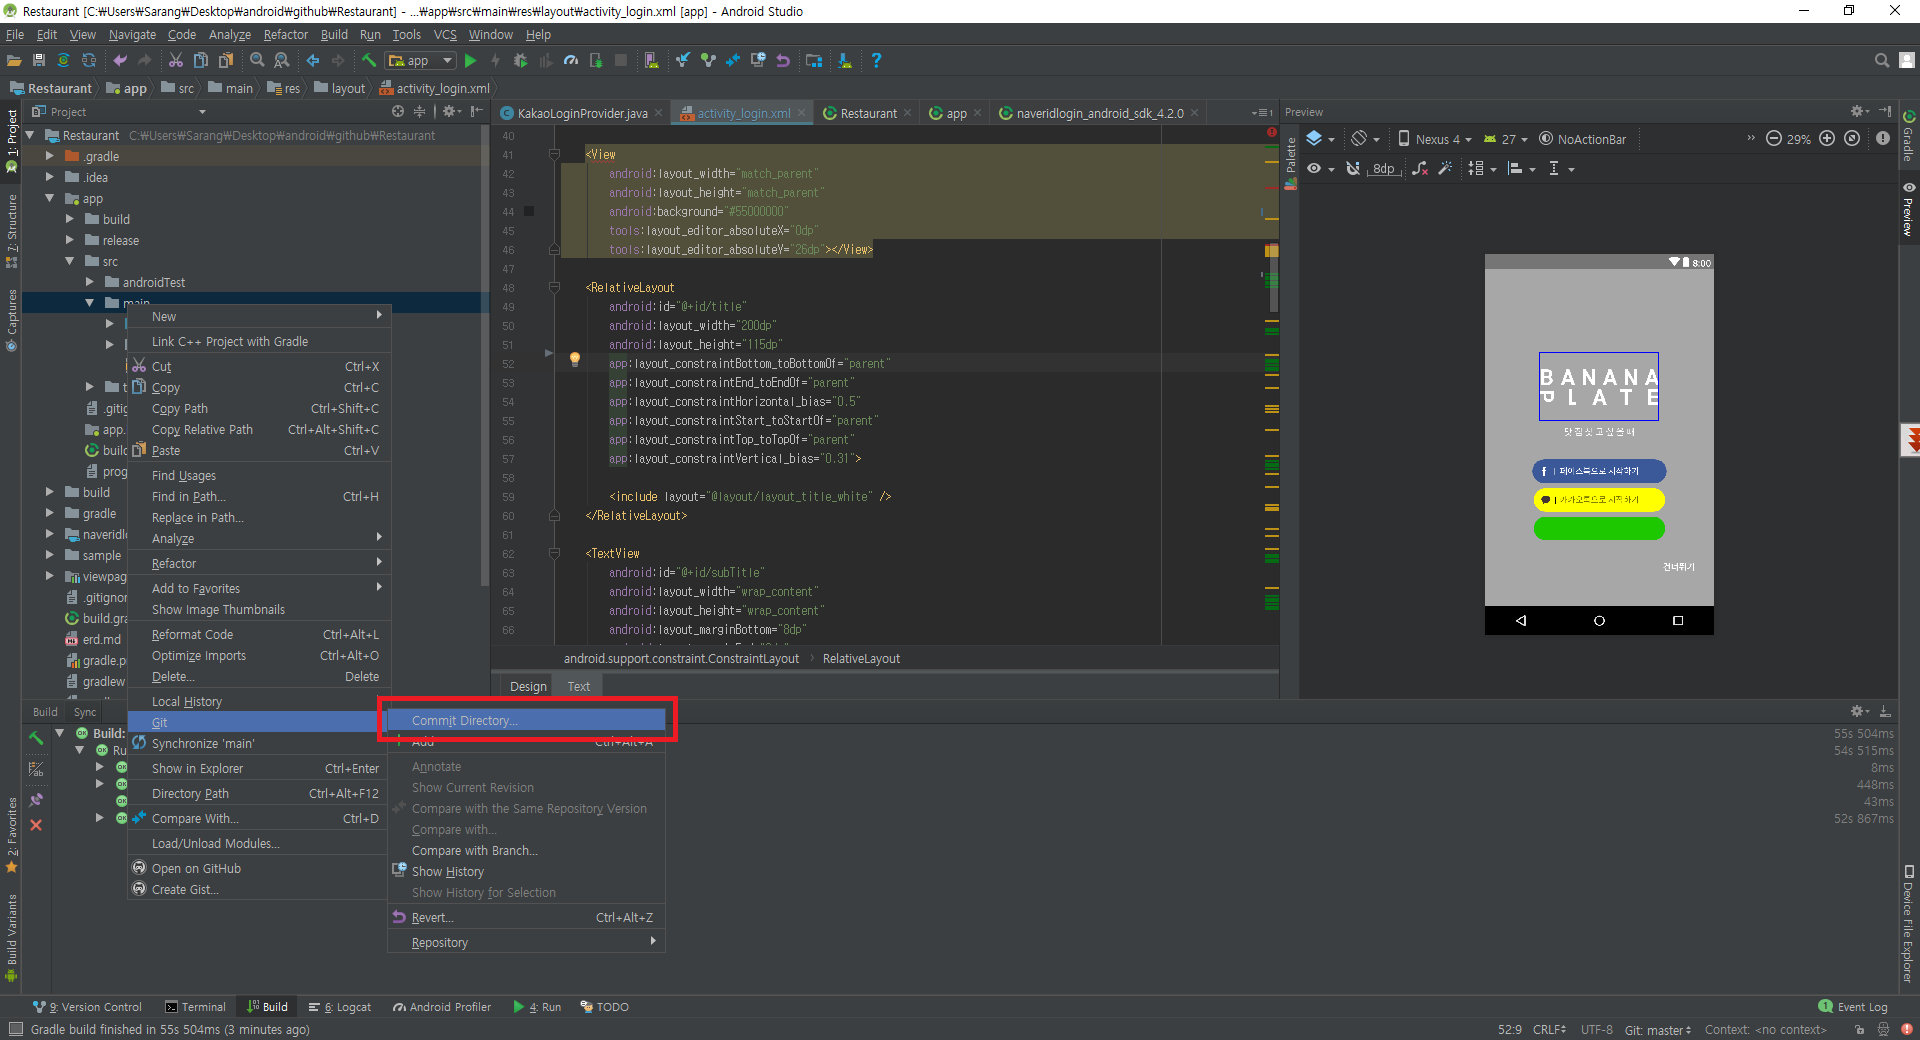 Restaurant [C:₩Users₩Sarang₩Desktop₩android₩github₩Restaurant] - ...₩app₩src₩main₩res₩layout₩activity_login.xml [app] - Android Studio
File Edit View Navigate Code Analyze Refactor Build Run Tools VCS Window Help
app
Restaurant app src main res layout activity_login.xml
Project
KakaoLoginProvider.java activity_login.xml Restaurant app naveridlogin_android_sdk_4.2.0
Preview
Nexus 4 27 NoActionBar 29%
8dp
Palette
1: Project
7: Structure
Captures
2: Favorites
Build Variants
Gradle
Preview
Device File Explorer
Restaurant C:₩Users₩Sarang₩Desktop₩android₩github₩Restaurant
.gradle
.idea
app
build
release
src
androidTest
main
build
gradle
sample
erd.md
gradlew
New
Link C++ Project with Gradle
Cut Ctrl+X
Copy Ctrl+C
Copy Path Ctrl+Shift+C
Copy Relative Path Ctrl+Alt+Shift+C
Paste Ctrl+V
Find Usages
Find in Path... Ctrl+H
Replace in Path...
Analyze
Refactor
Add to Favorites
Show Image Thumbnails
Reformat Code Ctrl+Alt+L
Optimize Imports Ctrl+Alt+O
Delete... Delete
Local History
Git
Synchronize 'main'
Show in Explorer Ctrl+Enter
Directory Path Ctrl+Alt+F12
Compare With... Ctrl+D
Load/Unload Modules...
Open on GitHub
Create Gist...
Commit Directory...
Add Ctrl+Alt+A
Annotate
Show Current Revision
Compare with the Same Repository Version
Compare with...
Compare with Branch...
Show History
Show History for Selection
Revert... Ctrl+Alt+Z
Repository
40
41 <View
42 android:layout_width="match_parent"
43 android:layout_height="match_parent"
44 android:background="#55000000"
45 tools:layout_editor_absoluteX="0dp"
46 tools:layout_editor_absoluteY="26dp"></View>
47
48 <RelativeLayout
49 android:id="@+id/title"
50 android:layout_width="200dp"
51 android:layout_height="115dp"
52 app:layout_constraintBottom_toBottomOf="parent"
53 app:layout_constraintEnd_toEndOf="parent"
54 app:layout_constraintHorizontal_bias="0.5"
55 app:layout_constraintStart_toStartOf="parent"
56 app:layout_constraintTop_toTopOf="parent"
57 app:layout_constraintVertical_bias="0.31">
58
59 <include layout="@layout/layout_title_white" />
60 </RelativeLayout>
61
62 <TextView
63 android:id="@+id/subTitle"
64 android:layout_width="wrap_content"
65 android:layout_height="wrap_content"
66 android:layout_marginBottom="8dp"
android.support.constraint.ConstraintLayout RelativeLayout
Design Text
8:00
BANANA
PLATE
맛집 찾고 싶을 때
페이스북으로 시작하기
카카오톡으로 시작하기
건너뛰기
Build Sync
Build:
55s 504ms
54s 515ms
8ms
448ms
43ms
52s 867ms
9: Version Control Terminal Build 6: Logcat Android Profiler 4: Run TODO
1 Event Log
Gradle build finished in 55s 504ms (3 minutes ago)
52:9 CRLF UTF-8 Git: master Context: <no context>